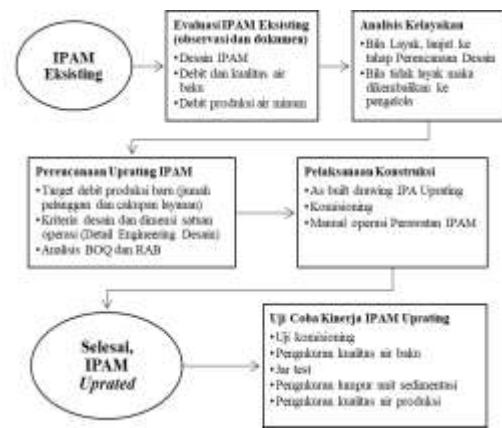 IPAM
Eksisting
Evaluasi IPAM Eksisting
(observasi dan dokumen)
•Desain IPAM
•Debit dan kualitas air
baku
•Debit produksi air minum
Analisis Kelayakan
•Bila Layak, lanjut ke
tahap Perencanaan Desain
•Bila tidak layak maka
dikembalikan ke
pengelola
Perencanaan Uprating IPAM
•Target debit produksi baru (jumlah
pelanggan dan cakupan layanan)
•Kriteria desain dan dimensi satuan
operasi (Detail Engineering Desain)
•Analisis BOQ dan RAB
Pelaksanaan Konstruksi
•As built drawing IPA Uprating
•Komisioning
•Manual operasi Perawatan IPAM
Selesai,
IPAM
Uprated
Uji Coba Kinerja IPAM Uprating
•Uji komisioning
•Pengukuran kualitas air baku
•Jar test
•Pengukuran lumpur unit sedimentasi
•Pengukuran kualitas air produksi